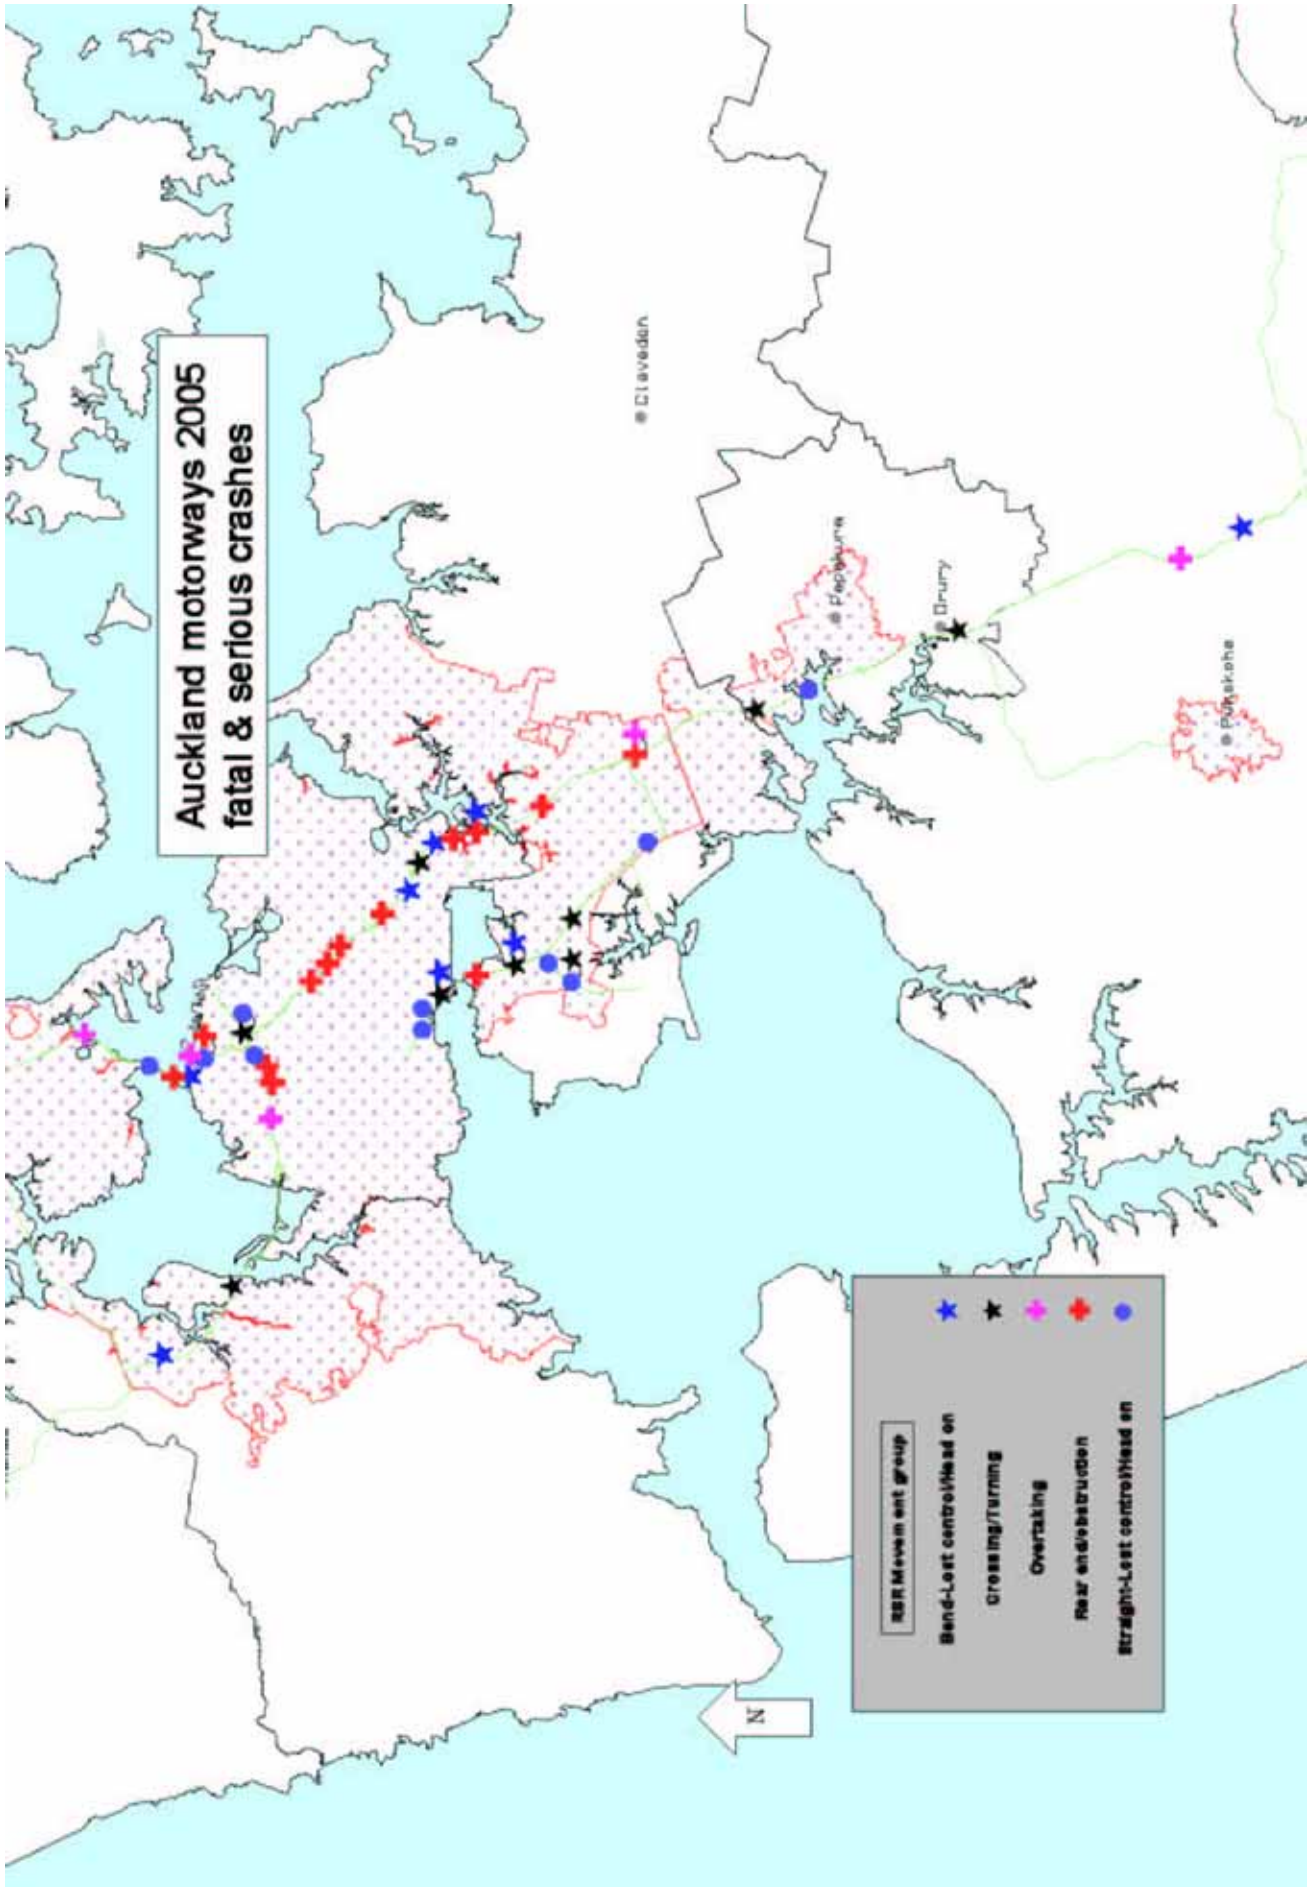 Auckland motorways 2005
fatal & serious crashes
Clevedon
Papakura
Drury
Pukekohe
RBR Movement group
Bend-Lost control/Head on
Crossing/Turning
Overtaking
Rear end/obstruction
Straight-Lost control/Head on
N